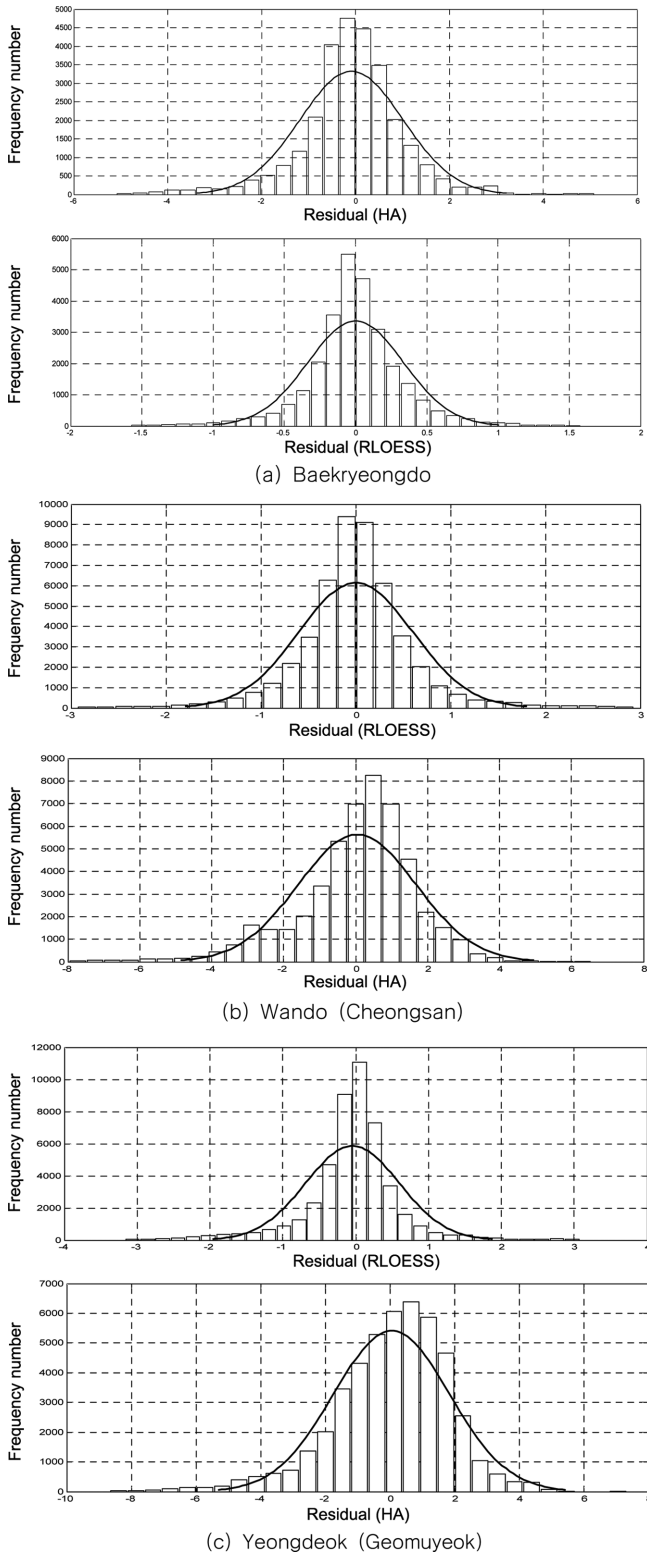 5000
4500
4000
3500
3000
2500
2000
1500
1000
500
0
Frequency number
-6 -4 -2 0 2 4 6
Residual (HA)
6000
5000
4000
3000
2000
1000
0
Frequency number
-2 -1.5 -1 -0.5 0 0.5 1 1.5 2
Residual (RLOESS)
(a) Baekryeongdo
10000
9000
8000
7000
6000
5000
4000
3000
2000
1000
0
Frequency number
-3 -2 -1 0 1 2 3
Residual (RLOESS)
9000
8000
7000
6000
5000
4000
3000
2000
1000
0
Frequency number
-8 -6 -4 -2 0 2 4 6 8
Residual (HA)
(b) Wando (Cheongsan)
12000
10000
8000
6000
4000
2000
0
Frequency number
-4 -3 -2 -1 0 1 2 3 4
Residual (RLOESS)
7000
6000
5000
4000
3000
2000
1000
0
Frequency number
-10 -8 -6 -4 -2 0 2 4 6 8
Residual (HA)
(c) Yeongdeok (Geomuyeok)